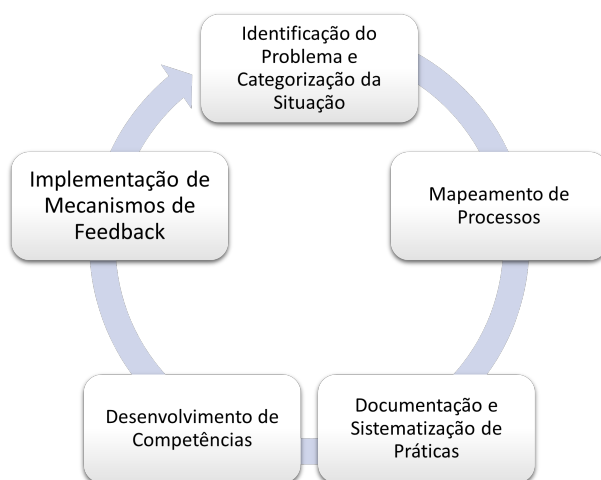 Identificação do
Problema e
Categorização da
Situação
Mapeamento de
Processos
Documentação e
Sistematização de
Práticas
Desenvolvimento de
Competências
Implementação de
Mecanismos de
Feedback